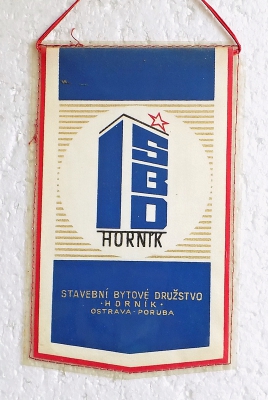 SBD
HORNÍK
STAVEBNÍ BYTOVÉ DRUŽSTVO
·HORNÍK·
OSTRAVA-PORUBA